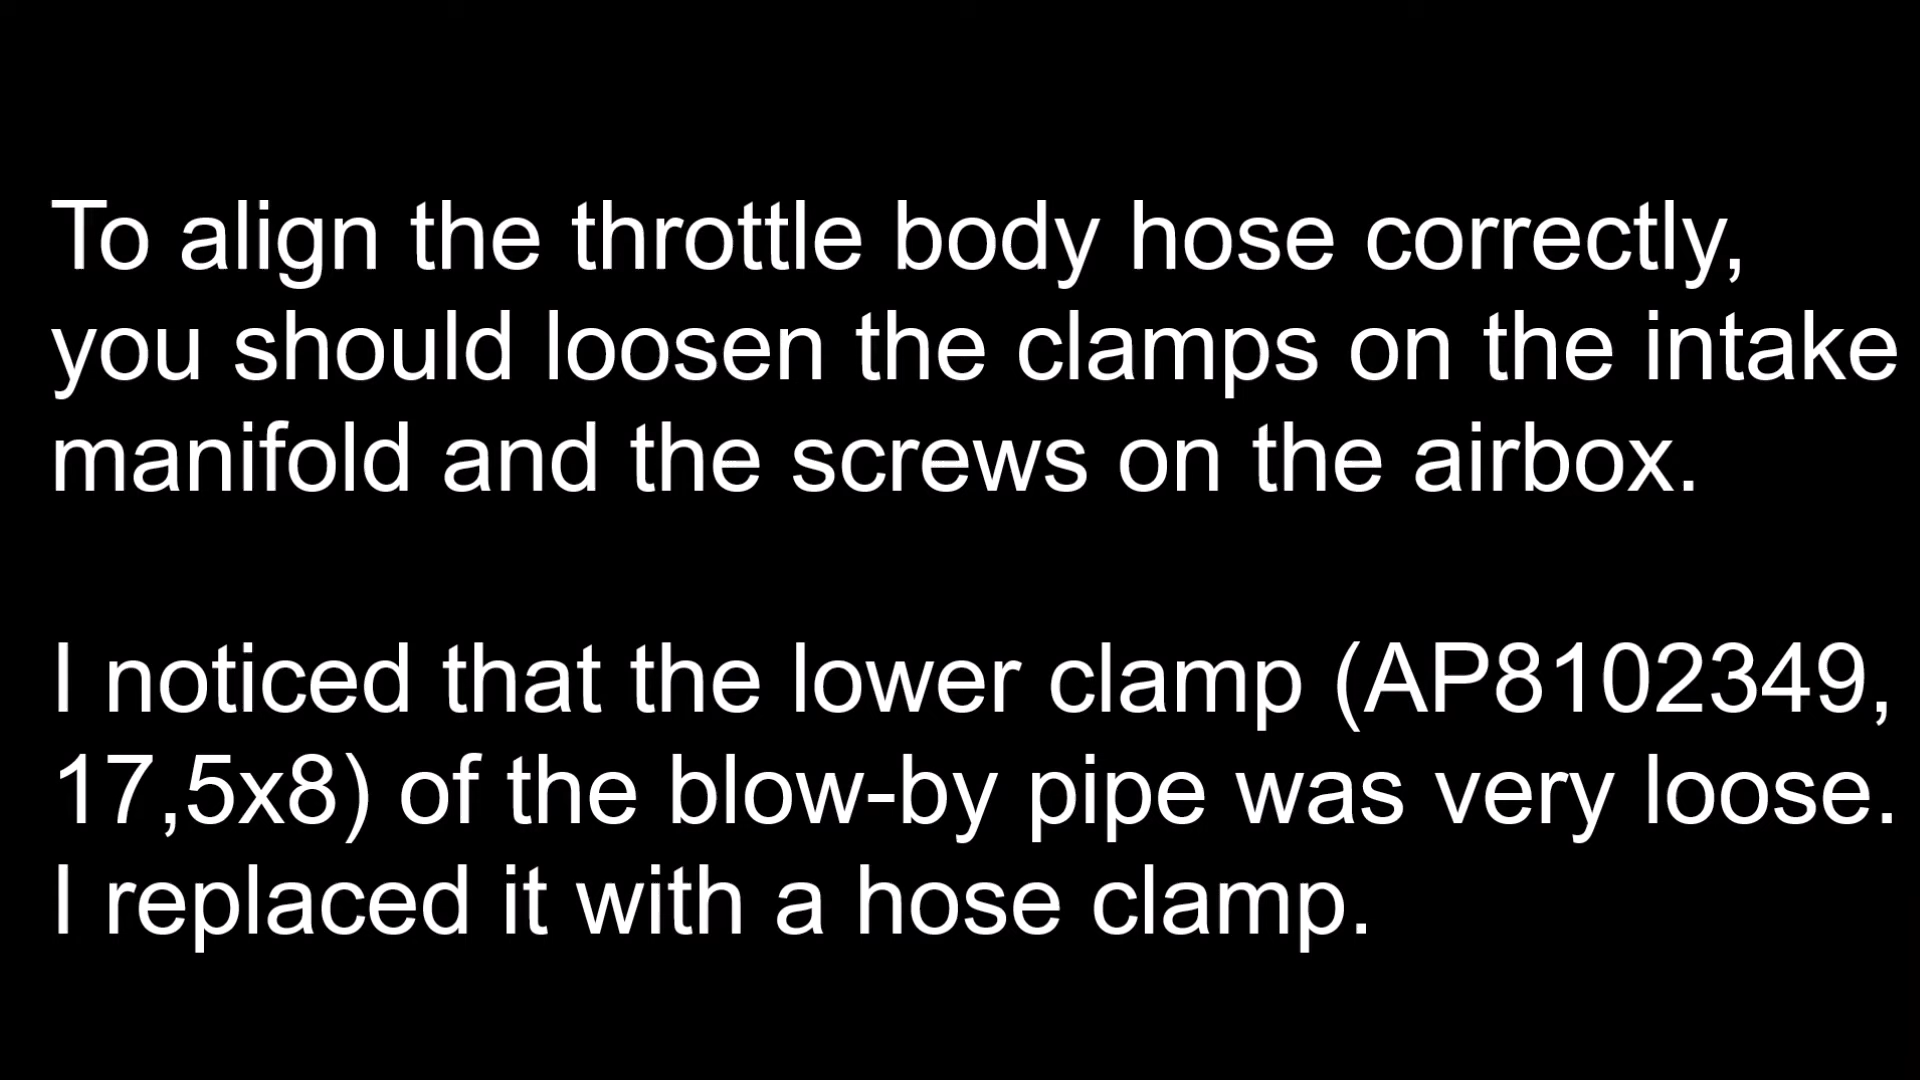 To align the throttle body hose correctly,
you should loosen the clamps on the intake
manifold and the screws on the airbox.
I noticed that the lower clamp (AP8102349,
17,5x8) of the blow-by pipe was very loose.
I replaced it with a hose clamp.